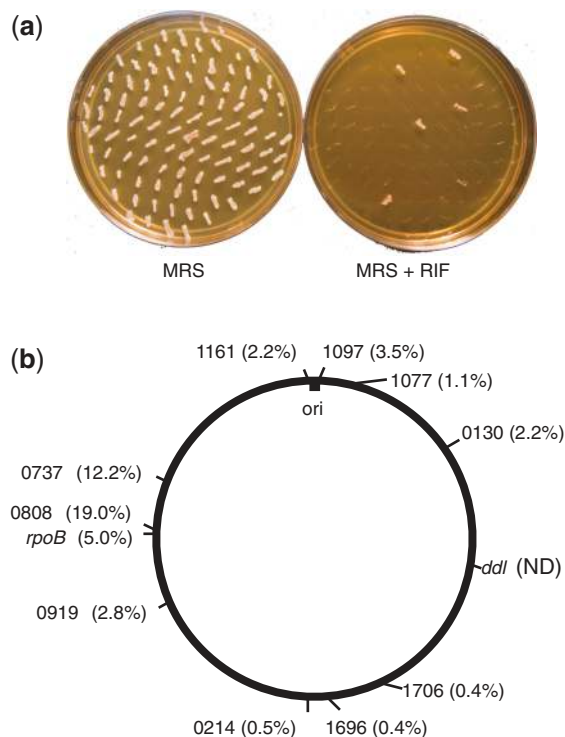 (a)
MRS
MRS + RIF
(b)
1161 (2.2%)
1097 (3.5%)
1077 (1.1%)
ori
0130 (2.2%)
0737 (12.2%)
0808 (19.0%)
rpoB (5.0%)
ddl (ND)
0919 (2.8%)
1706 (0.4%)
0214 (0.5%)
1696 (0.4%)